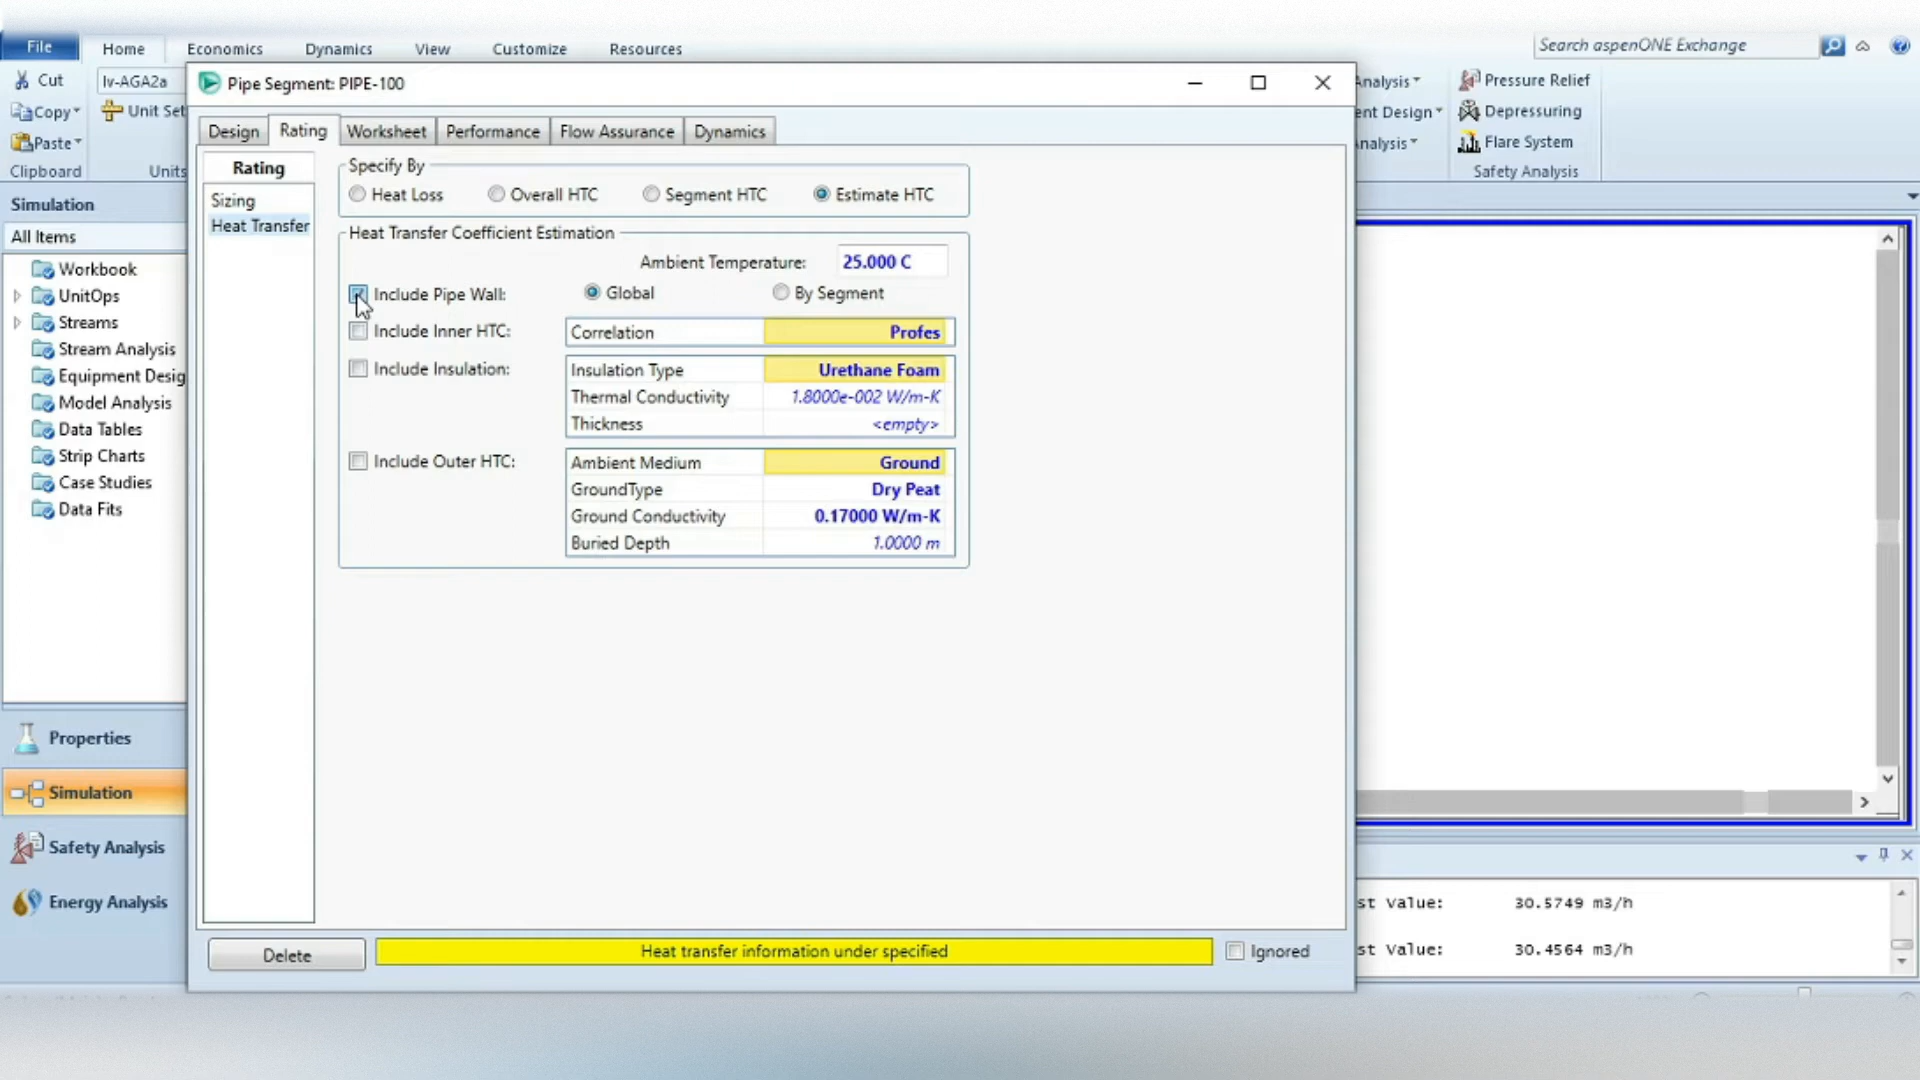 File
Home
Economics
Dynamics
View
Customize
Resources
Search aspenONE Exchange
Cut
lv-AGA2a
Copy
Unit Set
Paste
Clipboard
Units
Pipe Segment: PIPE-100
Analysis
Pressure Relief
ent Design
Depressuring
nalysis
Flare System
Safety Analysis
Design
Rating
Worksheet
Performance
Flow Assurance
Dynamics
Simulation
All Items
Workbook
UnitOps
Streams
Stream Analysis
Equipment Desig
Model Analysis
Data Tables
Strip Charts
Case Studies
Data Fits
Properties
Simulation
Safety Analysis
Energy Analysis
Rating
Sizing
Heat Transfer
Specify By
Heat Loss
Overall HTC
Segment HTC
Estimate HTC
Heat Transfer Coefficient Estimation
Ambient Temperature: 25.000 C
Include Pipe Wall: Global By Segment
Include Inner HTC: Correlation Profes
Include Insulation: Insulation Type Urethane Foam
Thermal Conductivity 1.8000e-002 W/m-K
Thickness <empty>
Include Outer HTC: Ambient Medium Ground
GroundType Dry Peat
Ground Conductivity 0.17000 W/m-K
Buried Depth 1.0000 m
Delete
Heat transfer information under specified
Ignored
st Value: 30.5749 m3/h
st Value: 30.4564 m3/h